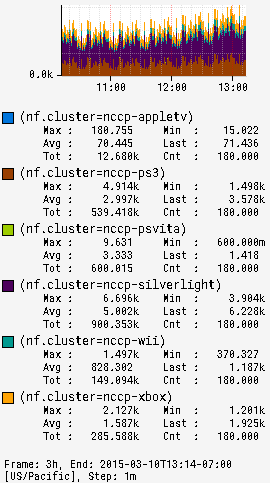 0.0k
11:00 12:00 13:00
(nf.cluster=nccp-appletv)
Max : 180.755 Min : 15.022
Avg : 70.445 Last : 71.436
Tot : 12.680k Cnt : 180.000
(nf.cluster=nccp-ps3)
Max : 4.914k Min : 1.498k
Avg : 2.997k Last : 3.578k
Tot : 539.418k Cnt : 180.000
(nf.cluster=nccp-psvita)
Max : 9.631 Min : 600.000m
Avg : 3.333 Last : 1.418
Tot : 600.015 Cnt : 180.000
(nf.cluster=nccp-silverlight)
Max : 6.696k Min : 3.904k
Avg : 5.002k Last : 6.228k
Tot : 900.353k Cnt : 180.000
(nf.cluster=nccp-wii)
Max : 1.497k Min : 370.327
Avg : 828.302 Last : 1.187k
Tot : 149.094k Cnt : 180.000
(nf.cluster=nccp-xbox)
Max : 2.127k Min : 1.201k
Avg : 1.587k Last : 1.925k
Tot : 285.588k Cnt : 180.000
Frame: 3h, End: 2015-03-10T13:14-07:00
[US/Pacific], Step: 1m